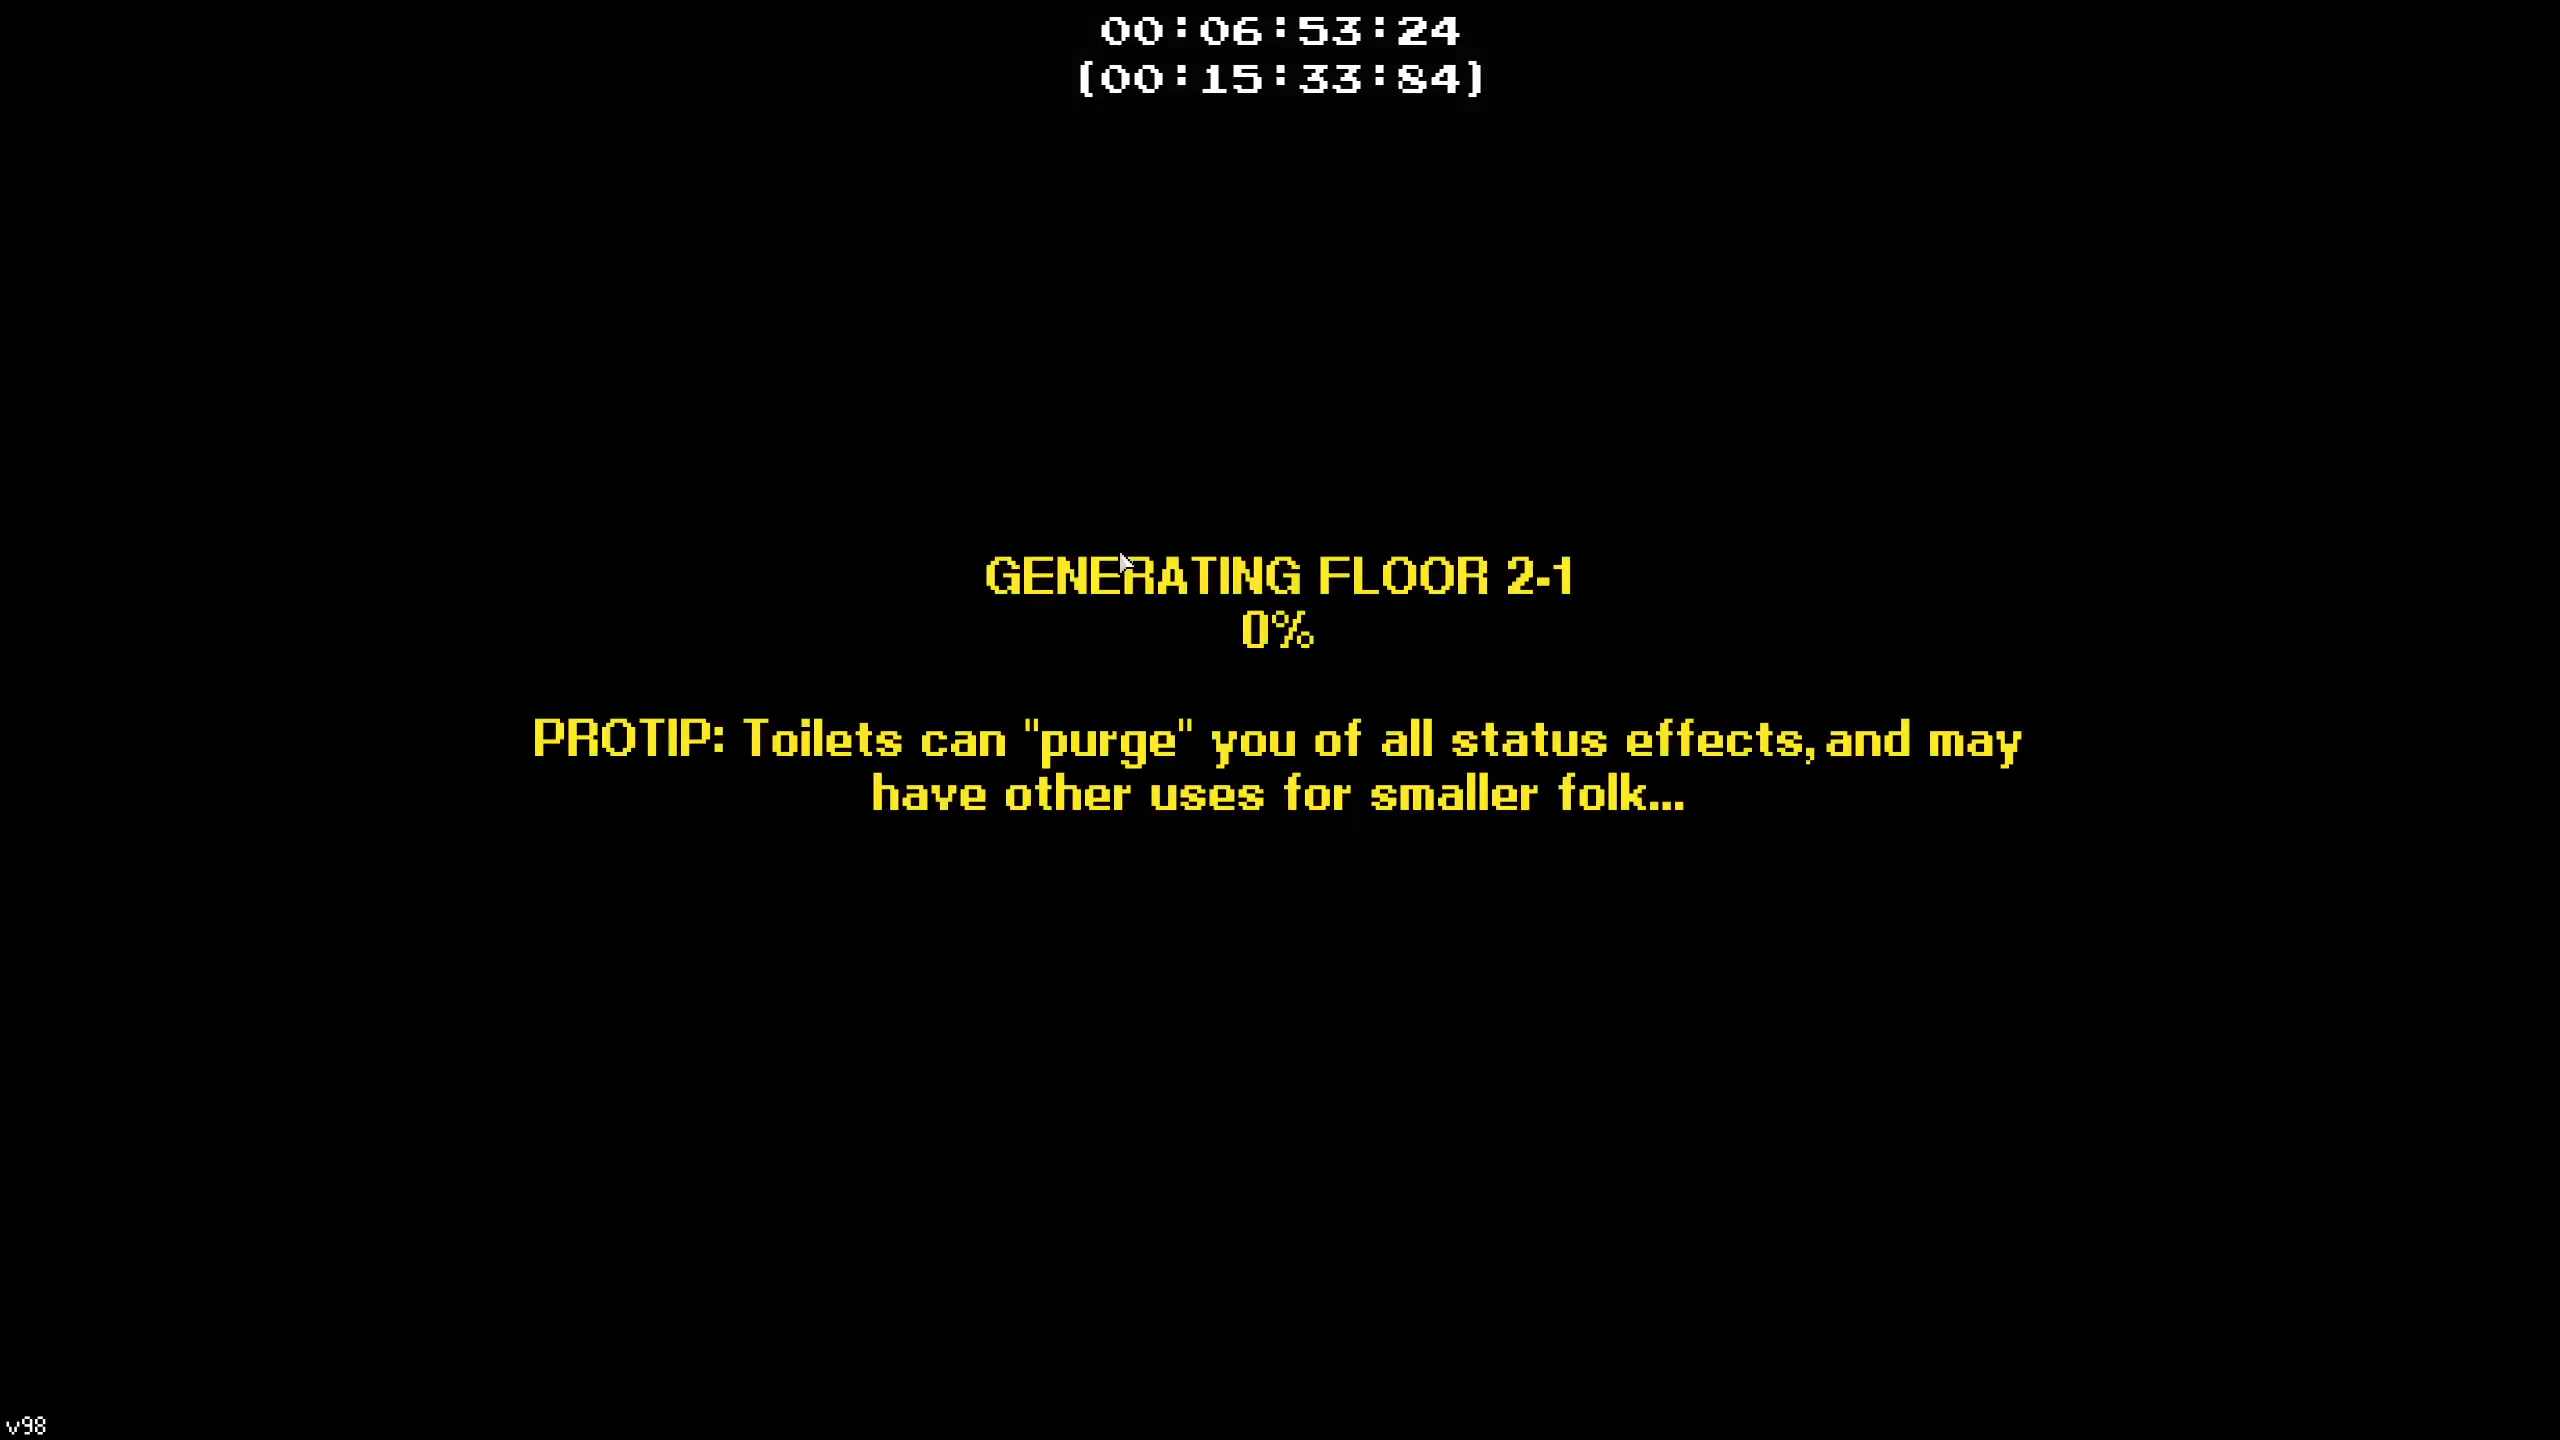 00:06:53:24
(00:15:33:84)
GENERATING FLOOR 2-1
0%
PROTIP: Toilets can "purge" you of all status effects, and may
have other uses for smaller folk...
v98